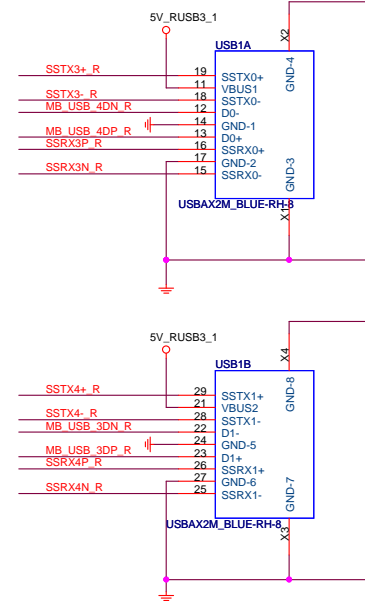 5V_RUSB3_1
X2
USB1A
SSTX3+_R 19 SSTX0+
11 VBUS1
SSTX3-_R 18 SSTX0-
MB_USB_4DN_R 12 D0-
14 GND-1
MB_USB_4DP_R 13 D0+
SSRX3P_R 16 SSRX0+
17 GND-2
SSRX3N_R 15 SSRX0-
GND-4
GND-3
USBAX2M_BLUE-RH-8
X1
5V_RUSB3_1
X4
USB1B
SSTX4+_R 29 SSTX1+
21 VBUS2
SSTX4-_R 28 SSTX1-
MB_USB_3DN_R 22 D1-
24 GND-5
MB_USB_3DP_R 23 D1+
SSRX4P_R 26 SSRX1+
27 GND-6
SSRX4N_R 25 SSRX1-
GND-8
GND-7
USBAX2M_BLUE-RH-8
X3